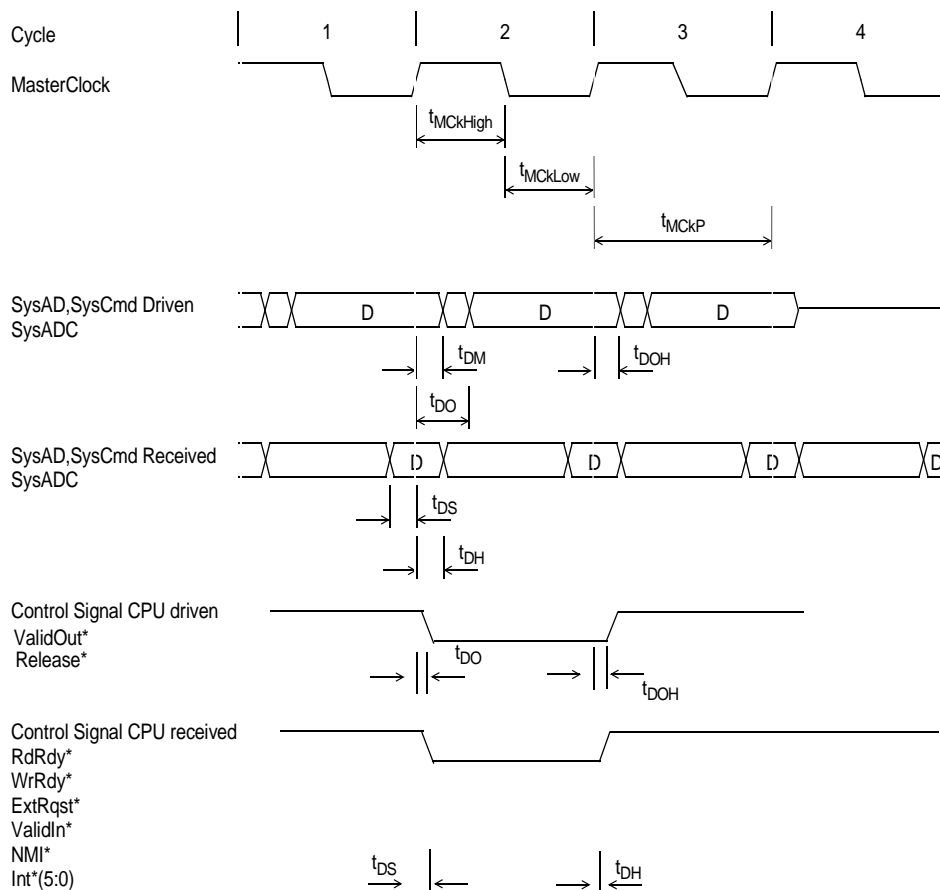 Cycle 1 2 3 4
MasterClock
tMCkHigh
tMCkLow
tMCkP
SysAD,SysCmd Driven D D D
SysADC
tDM tDOH
tDO
SysAD,SysCmd Received D D D D
SysADC
tDS
tDH
Control Signal CPU driven
ValidOut*
Release* tDO
tDOH
Control Signal CPU received
RdRdy*
WrRdy*
ExtRqst*
ValidIn*
NMI* tDS tDH
Int*(5:0)